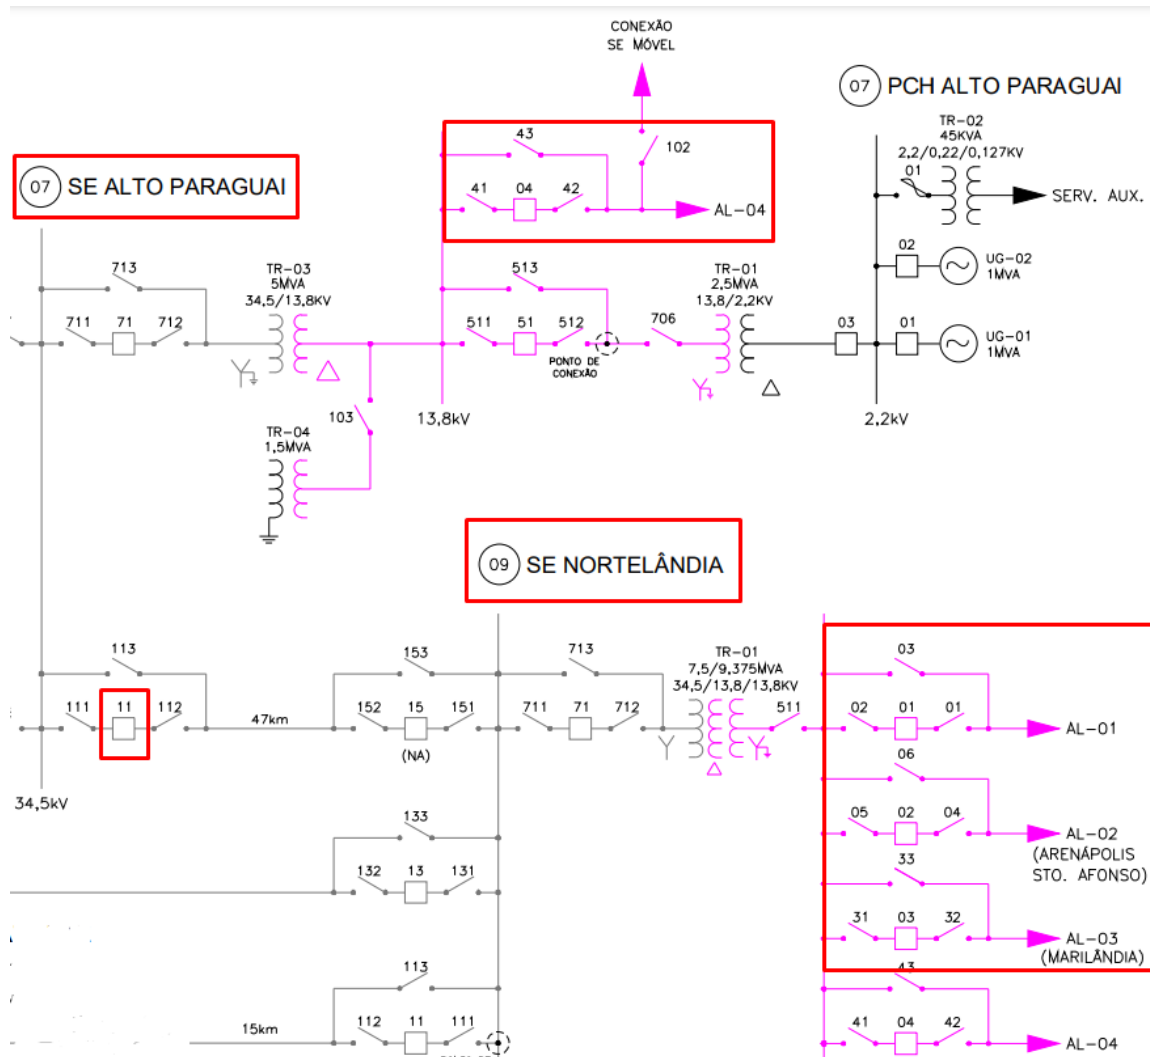 CONEXÃO
SE MÓVEL
07 PCH ALTO PARAGUAI
TR-02
45KVA
2,2/0,22/0,127KV
01
SERV. AUX.
43
102
41 04 42
AL-04
07 SE ALTO PARAGUAI
02
UG-02
1MVA
713
TR-03
5MVA
34,5/13,8KV
513
TR-01
2,5MVA
13,8/2,2KV
711 71 712
511 51 512
706
03
01
UG-01
1MVA
PONTO DE
CONEXÃO
103
13,8kV
2,2kV
TR-04
1,5MVA
09 SE NORTELÂNDIA
113
153
713
TR-01
7,5/9,375MVA
34,5/13,8/13,8KV
03
111 11 112
47km
152 15 151
711 71 712
511
02 01 01
AL-01
(NA)
06
34,5kV
133
05 02 04
AL-02
(ARENÁPOLIS
STO. AFONSO)
33
132 13 131
31 03 32
AL-03
(MARILÂNDIA)
113
43
15km
112 11 111
41 04 42
AL-04